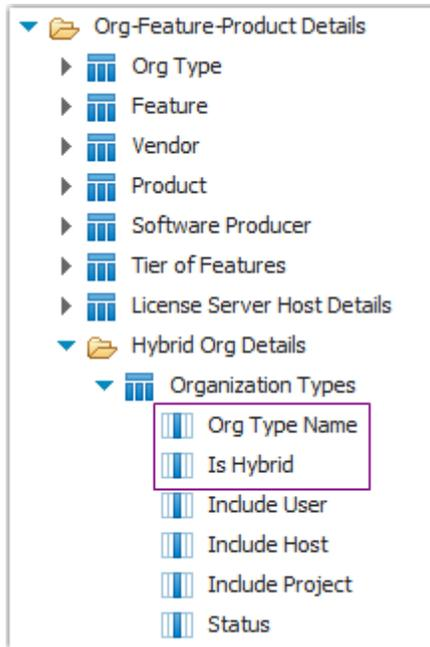 Org-Feature-Product Details
Org Type
Feature
Vendor
Product
Software Producer
Tier of Features
License Server Host Details
Hybrid Org Details
Organization Types
Org Type Name
Is Hybrid
Include User
Include Host
Include Project
Status